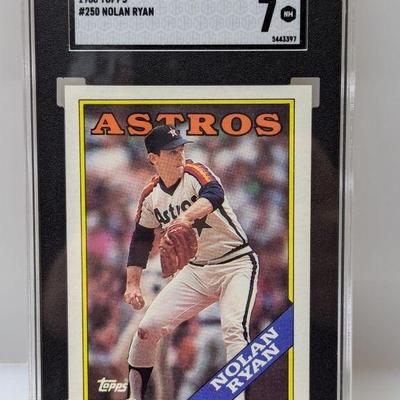 #250 NOLAN RYAN
7
NM
5443397
ASTROS
Astros
NOLAN
RYAN
Topps